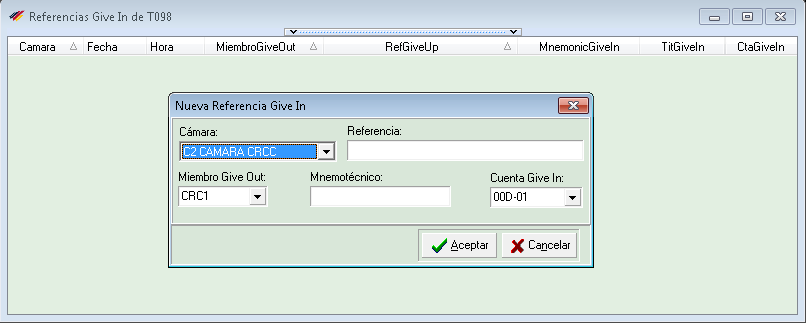 Referencias Give In de T098
Camara Fecha Hora MiembroGiveOut RefGiveUp MnemonicGiveIn TitGiveIn CtaGiveIn
Nueva Referencia Give In
Cámara: Referencia:
C2 CAMARA CRCC
Miembro Give Out: Mnemotécnico: Cuenta Give In:
CRC1 00D-01
Aceptar Cancelar